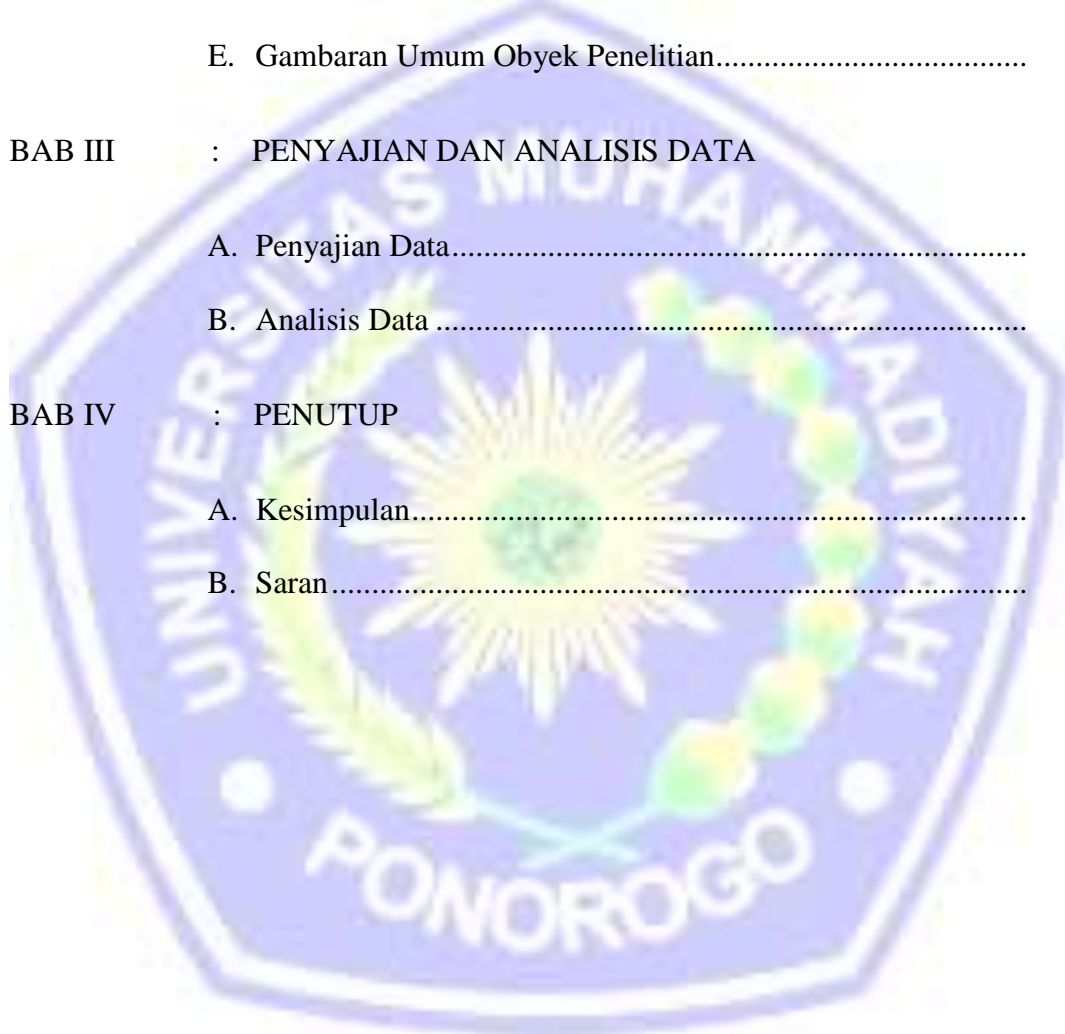 E. Gambaran Umum Obyek Penelitian.......................................
BAB III : PENYAJIAN DAN ANALISIS DATA
A. Penyajian Data........................................................................
B. Analisis Data ..........................................................................
BAB IV : PENUTUP
A. Kesimpulan.............................................................................
B. Saran .......................................................................................
UNIVERSITAS MUHAMMADIYAH
PONOROGO